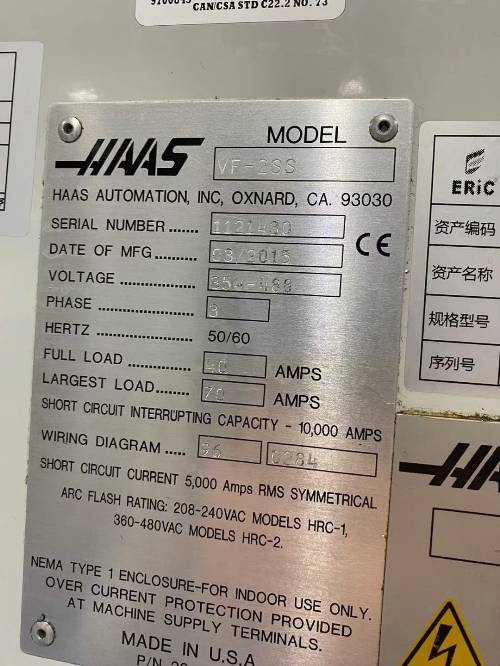 CAN/CSA STD C22.2 NO. 73
HAAS
MODEL
VF-2SS
HAAS AUTOMATION, INC, OXNARD, CA. 93030
SERIAL NUMBER ....... 1121430
DATE OF MFG ....... 03/2015
CE
VOLTAGE .............. 354-488
PHASE .................. 3
HERTZ .................. 50/60
FULL LOAD ............ 40 AMPS
LARGEST LOAD ..... 70 AMPS
SHORT CIRCUIT INTERRUPTING CAPACITY - 10,000 AMPS
WIRING DIAGRAM ..... 96 0284
SHORT CIRCUIT CURRENT 5,000 Amps RMS SYMMETRICAL
ARC FLASH RATING: 208-240VAC MODELS HRC-1,
360-480VAC MODELS HRC-2.
NEMA TYPE 1 ENCLOSURE-FOR INDOOR USE ONLY.
OVER CURRENT PROTECTION PROVIDED
AT MACHINE SUPPLY TERMINALS.
MADE IN U.S.A
ERIC
资产编码
资产名称
规格型号
序列号